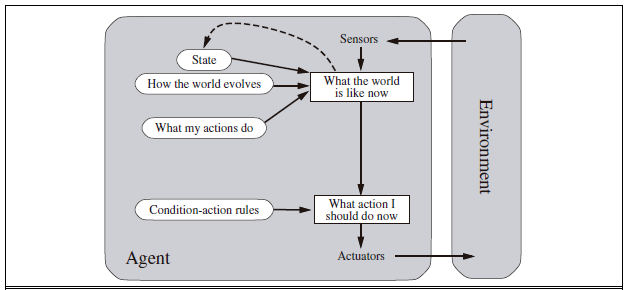 Sensors
State
How the world evolves
What the world
is like now
What my actions do
Environment
Condition-action rules
What action I
should do now
Agent
Actuators